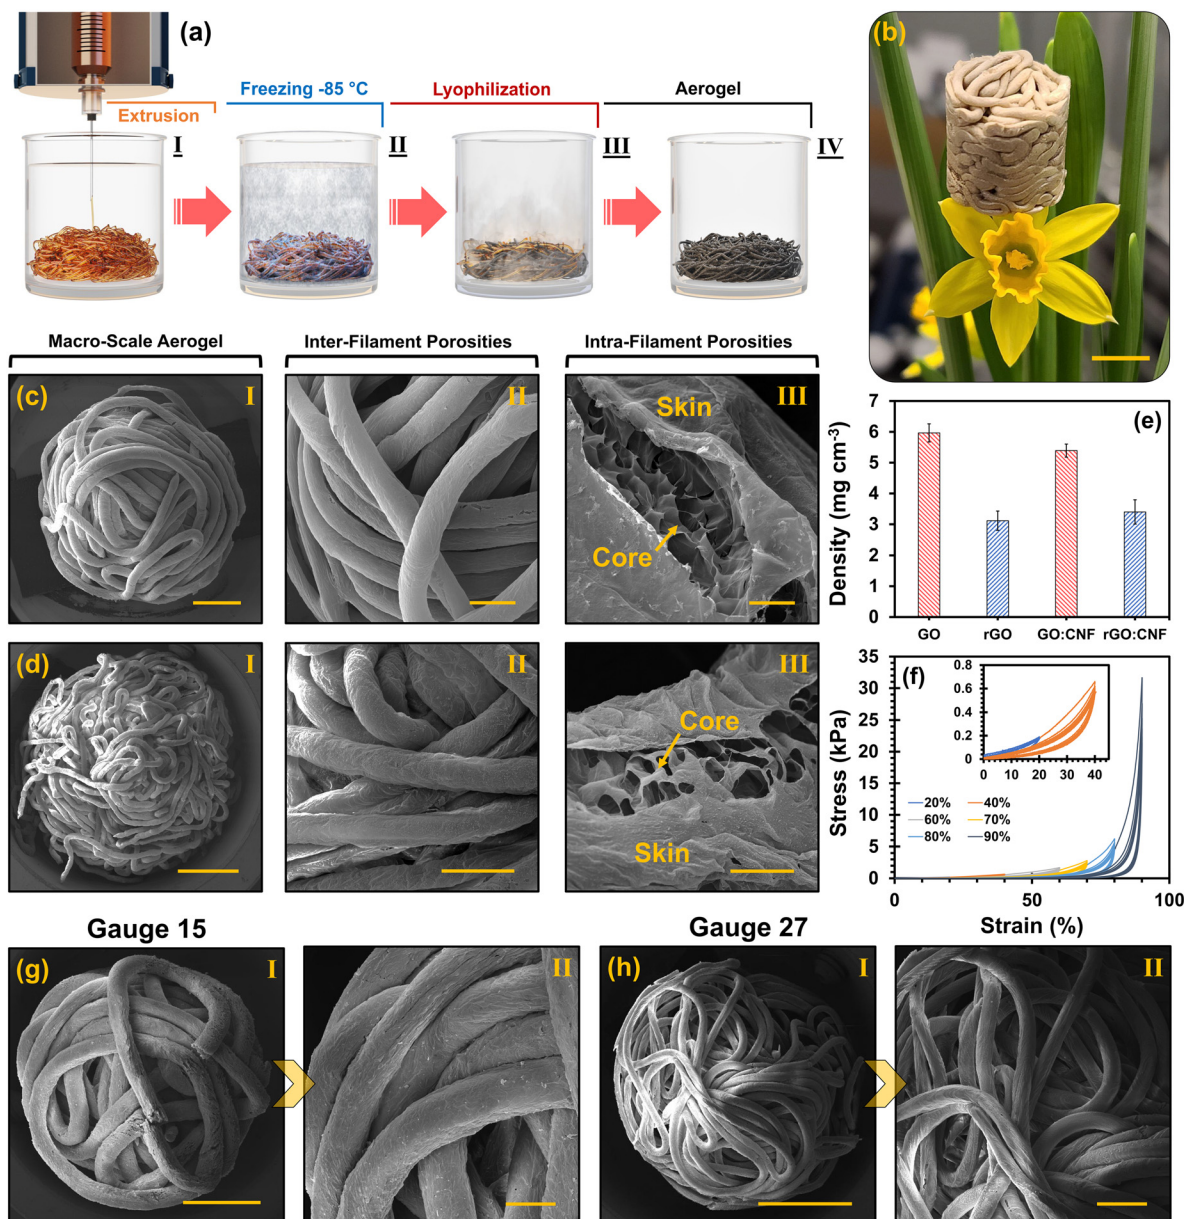 (a)
Extrusion
Freezing -85 °C
Lyophilization
Aerogel
I
II
III
IV
(b)
Macro-Scale Aerogel
Inter-Filament Porosities
Intra-Filament Porosities
(c)
I
II
III
Skin
Core
(d)
I
II
III
Core
Skin
(e)
Density (mg cm⁻³)
7
6
5
4
3
2
1
0
GO
rGO
GO:CNF
rGO:CNF
(f)
Stress (kPa)
35
30
25
20
15
10
5
0
0.8
0.6
0.4
0.2
0
0 10 20 30 40
20% 40%
60% 70%
80% 90%
0 50 100
Strain (%)
Gauge 15
Gauge 27
(g)
I
II
(h)
I
II